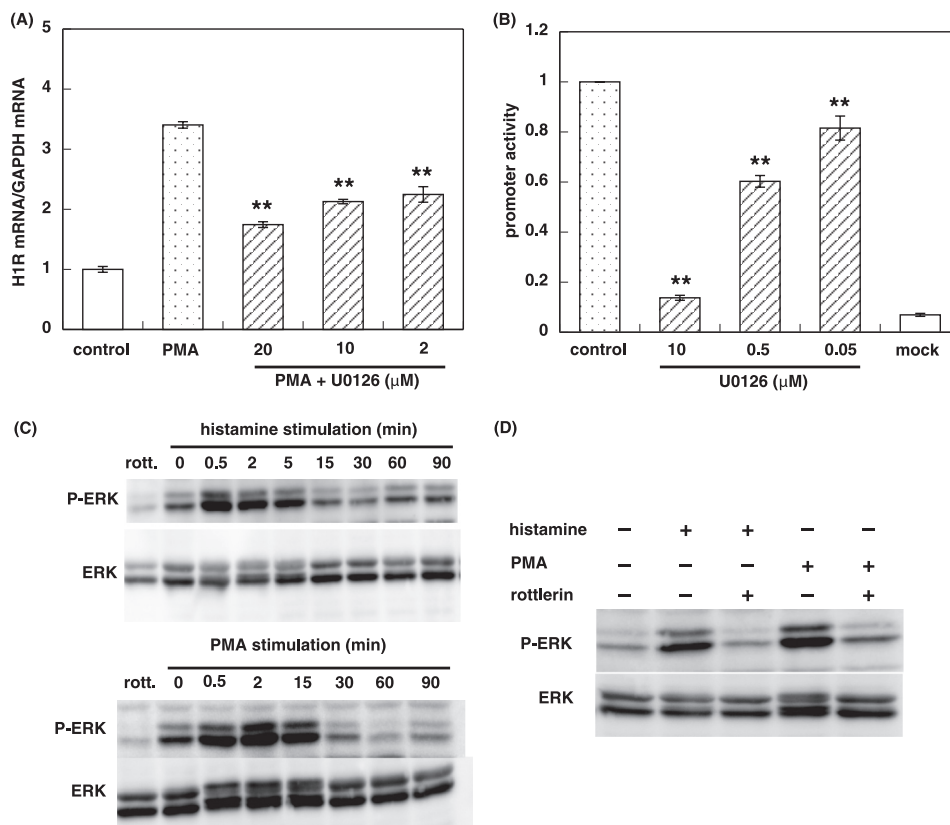 (A)
5
4
3
2
1
0
H1R mRNA/GAPDH mRNA
** ** **
control PMA 20 10 2
PMA + U0126 (μM)
(B)
1.2
1
0.8
0.6
0.4
0.2
0
promoter activity
** ** **
control 10 0.5 0.05 mock
U0126 (μM)
(C)
histamine stimulation (min)
rott. 0 0.5 2 5 15 30 60 90
P-ERK
ERK
PMA stimulation (min)
rott. 0 0.5 2 15 30 60 90
P-ERK
ERK
(D)
histamine – + + – –
PMA – – – + +
rottlerin – – + – +
P-ERK
ERK